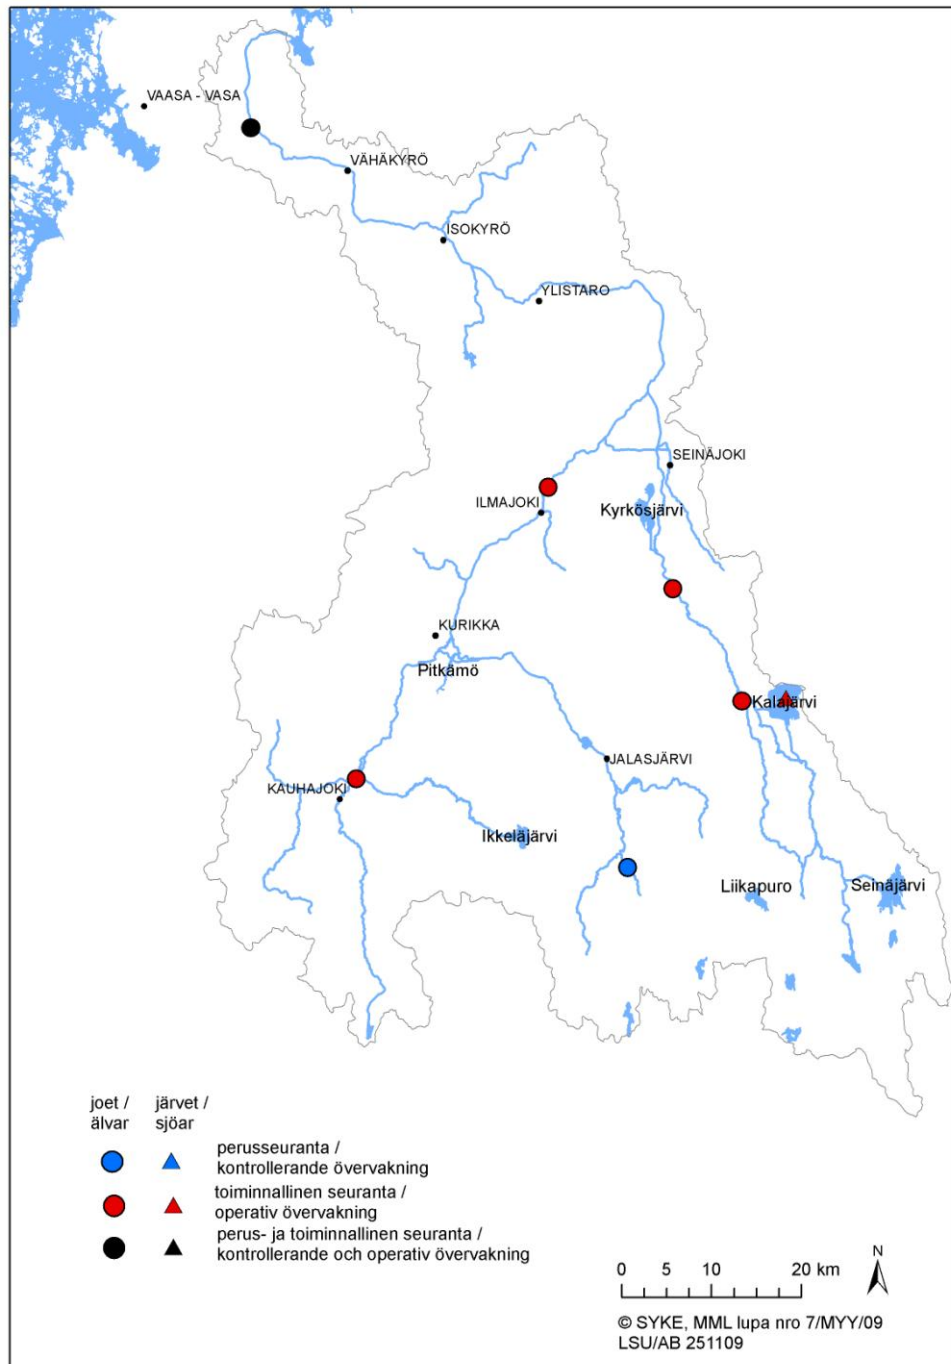 VAASA - VASA
VÄHÄKYRÖ
ISOKYRÖ
YLISTARO
SEINÄJOKI
ILMAJOKI
Kyrkösjärvi
KURIKKA
Pitkämö
Kalajärvi
JALASJÄRVI
KAUHAJOKI
Ikkeläjärvi
Liikapuro
Seinäjärvi
joet /
älvar
järvet /
sjöar
perusseuranta /
kontrollerande övervakning
toiminnallinen seuranta /
operativ övervakning
perus- ja toiminnallinen seuranta /
kontrollerande och operativ övervakning
N
0 5 10 20 km
© SYKE, MML lupa nro 7/MYY/09
LSU/AB 251109